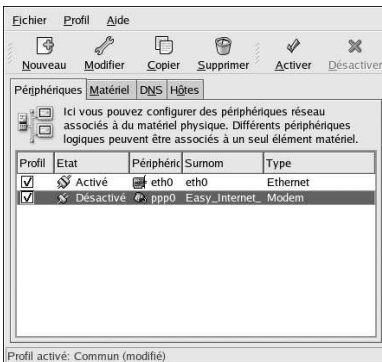 Fichier Profil Aide
Nouveau Modifier Copier Supprimer Activer Désactiver
Périphériques Matériel DNS Hôtes
Ici vous pouvez configurer des périphériques réseau
associés à du matériel physique. Différents périphériques
logiques peuvent être associés à un seul élément matériel.
Profil Etat Périphéric Surnom Type
Activé eth0 eth0 Ethernet
Désactivé ppp0 Easy_Internet_ Modem
Profil activé: Commun (modifié)